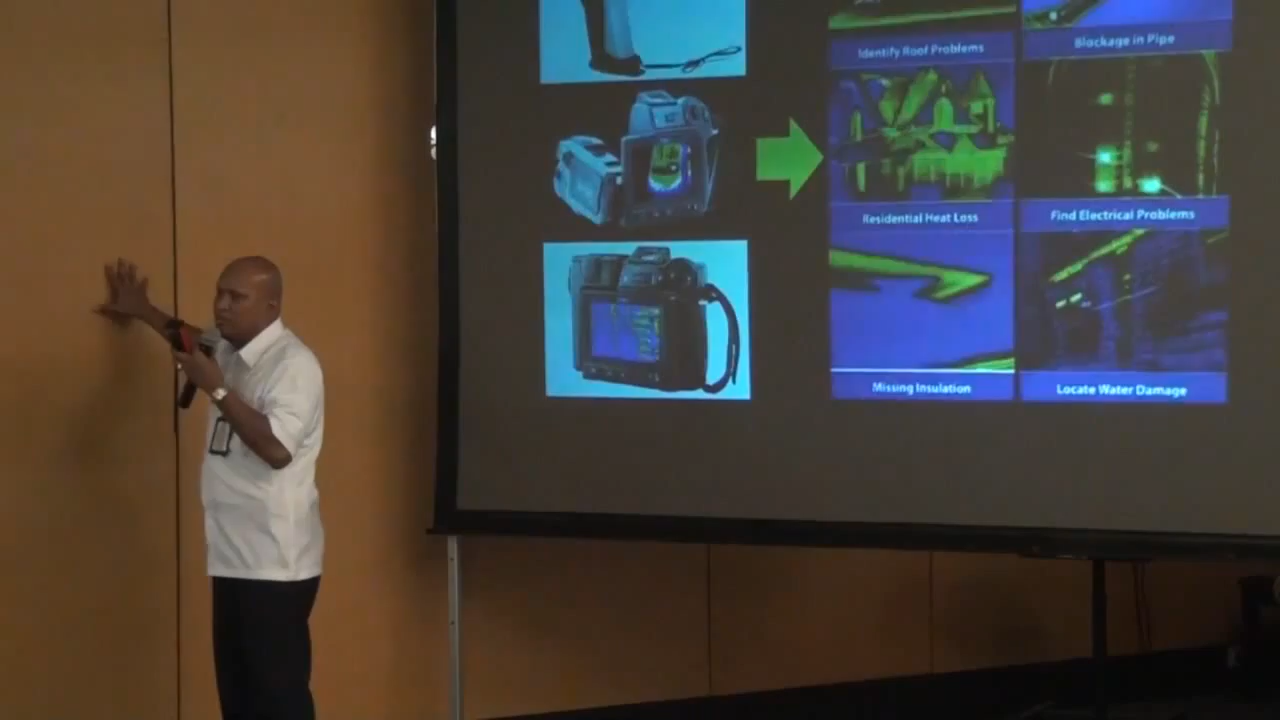 Identify Roof Problems
Blockage in Pipe
Residential Heat Loss
Find Electrical Problems
Missing Insulation
Locate Water Damage